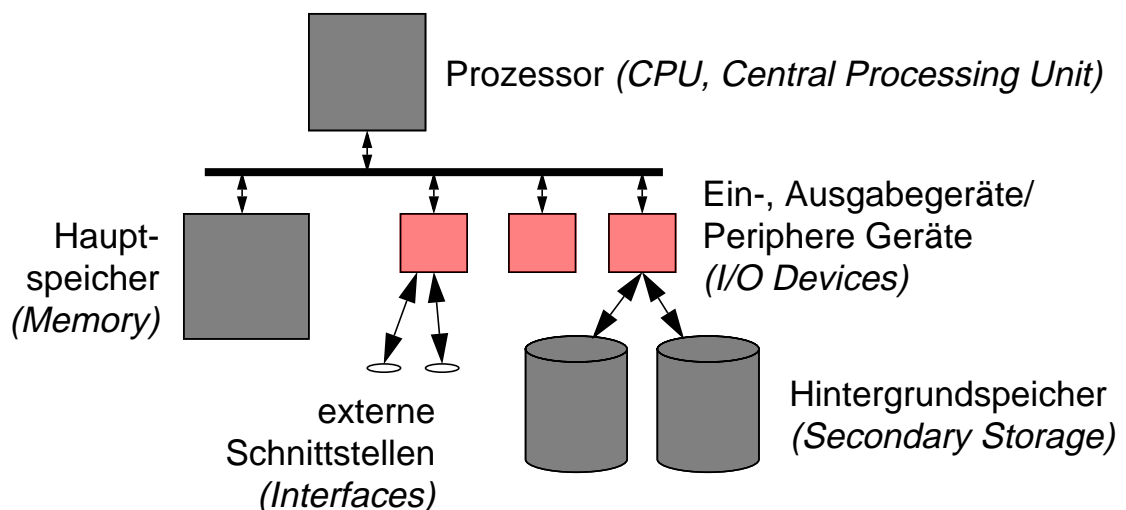 Prozessor (CPU, Central Processing Unit)
Ein-, Ausgabegeräte/
Periphere Geräte
(I/O Devices)
Haupt-
speicher
(Memory)
externe
Schnittstellen
(Interfaces)
Hintergrundspeicher
(Secondary Storage)